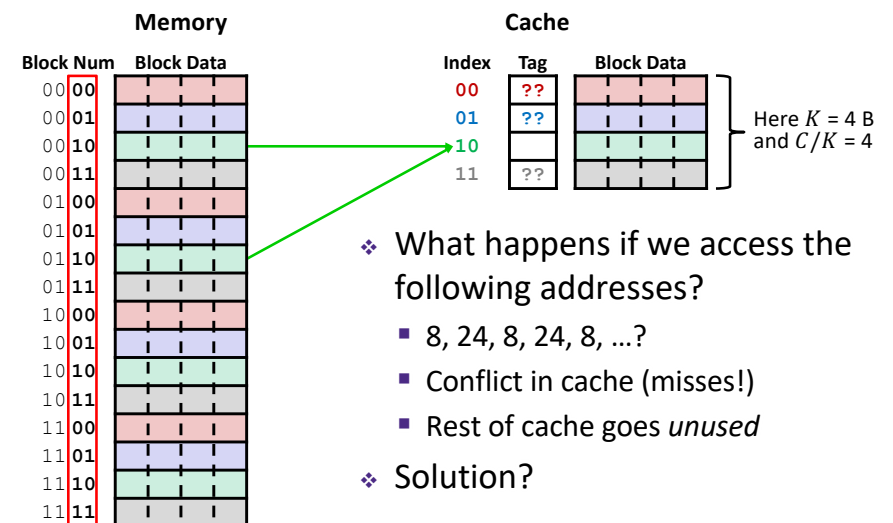 Memory
Cache
Block Num Block Data
Index Tag Block Data
00 00
00 01
00 10
00 11
01 00
01 01
01 10
01 11
10 00
10 01
10 10
10 11
11 00
11 01
11 10
11 11
00 ??
01 ??
10
11 ??
Here K = 4 B
and C/K = 4
❖ What happens if we access the
following addresses?
▪ 8, 24, 8, 24, 8, …?
▪ Conflict in cache (misses!)
▪ Rest of cache goes unused
❖ Solution?